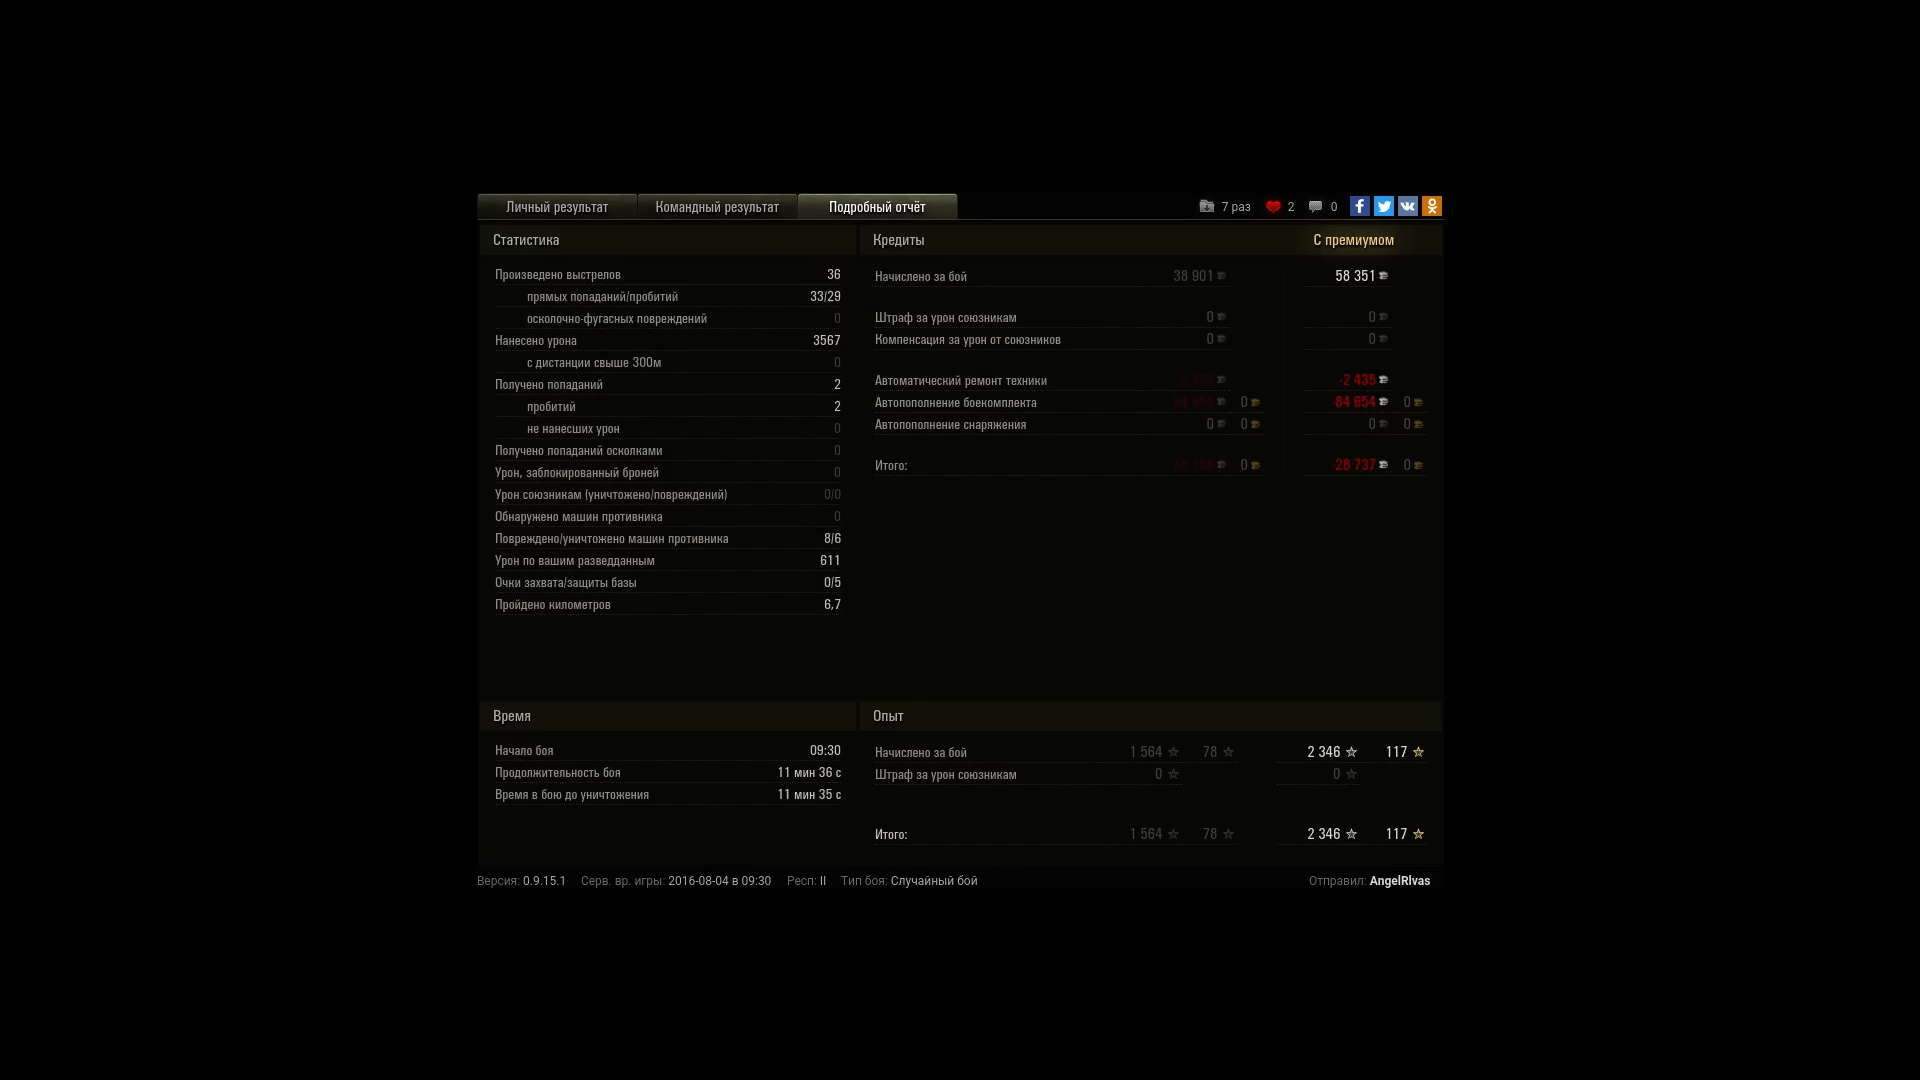 Личный результат Командный результат Подробный отчёт 7 раз 2 0
Статистика
Произведено выстрелов 36
прямых попаданий/пробитий 33/29
осколочно-фугасных повреждений 0
Нанесено урона 3567
с дистанции свыше 300м 0
Получено попаданий 2
пробитий 2
не нанесших урон 0
Получено попаданий осколками 0
Урон, заблокированный броней 0
Урон союзникам (уничтожено/повреждений) 0/0
Обнаружено машин противника 0
Повреждено/уничтожено машин противника 8/6
Урон по вашим разведданным 611
Очки захвата/защиты базы 0/5
Пройдено километров 6,7
Кредиты С премиумом
Начислено за бой 38 901 58 351
Штраф за урон союзникам 0 0
Компенсация за урон от союзников 0 0
Автоматический ремонт техники -2 435
Автопополнение боекомплекта 0 -84 654 0
Автопополнение снаряжения 0 0 0 0
Итого: 0 -28 737 0
Время
Начало боя 09:30
Продолжительность боя 11 мин 36 с
Время в бою до уничтожения 11 мин 35 с
Опыт
Начислено за бой 1 564 78 2 346 117
Штраф за урон союзникам 0 0
Итого: 1 564 78 2 346 117
Версия: 0.9.15.1 Серв. вр. игры: 2016-08-04 в 09:30 Респ: II Тип боя: Случайный бой Отправил: AngelRIvas